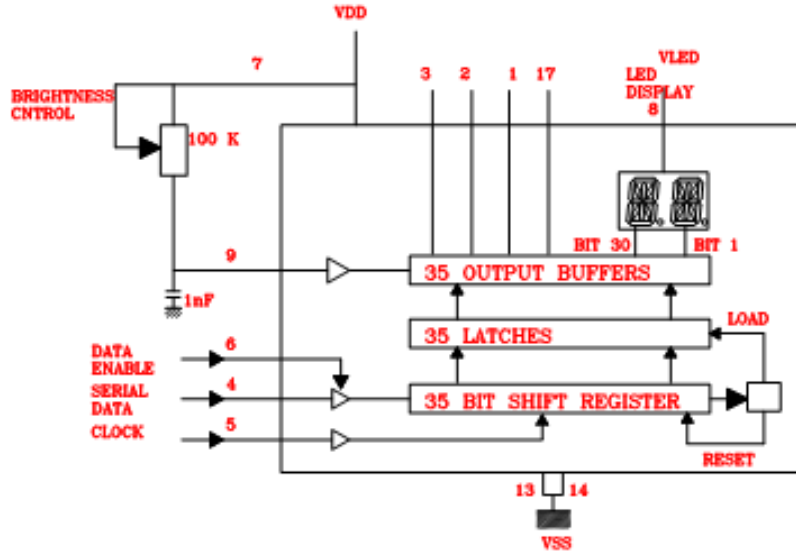 VDD
VLED
7
3 2 1 17
LED
DISPLAY
8
BRIGHTNESS
CNTROL
100 K
BIT 30 BIT 1
9
35 OUTPUT BUFFERS
1nF
LOAD
35 LATCHES
6
DATA
ENABLE
4
SERIAL
DATA
35 BIT SHIFT REGISTER
5
CLOCK
RESET
13 14
VSS